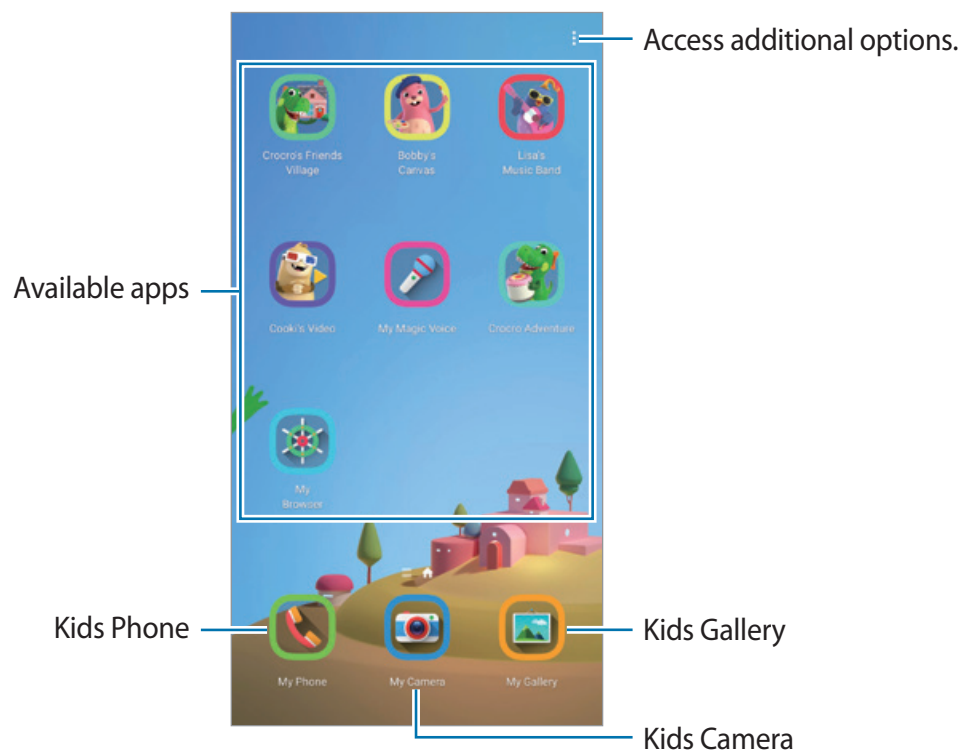 Access additional options.
Crocro's Friends
Village
Bobby's
Canvas
Lisa's
Music Band
Available apps
Cooki's Video
My Magic Voice
Crocro Adventure
My
Browser
Kids Phone
Kids Gallery
My Phone
My Camera
My Gallery
Kids Camera